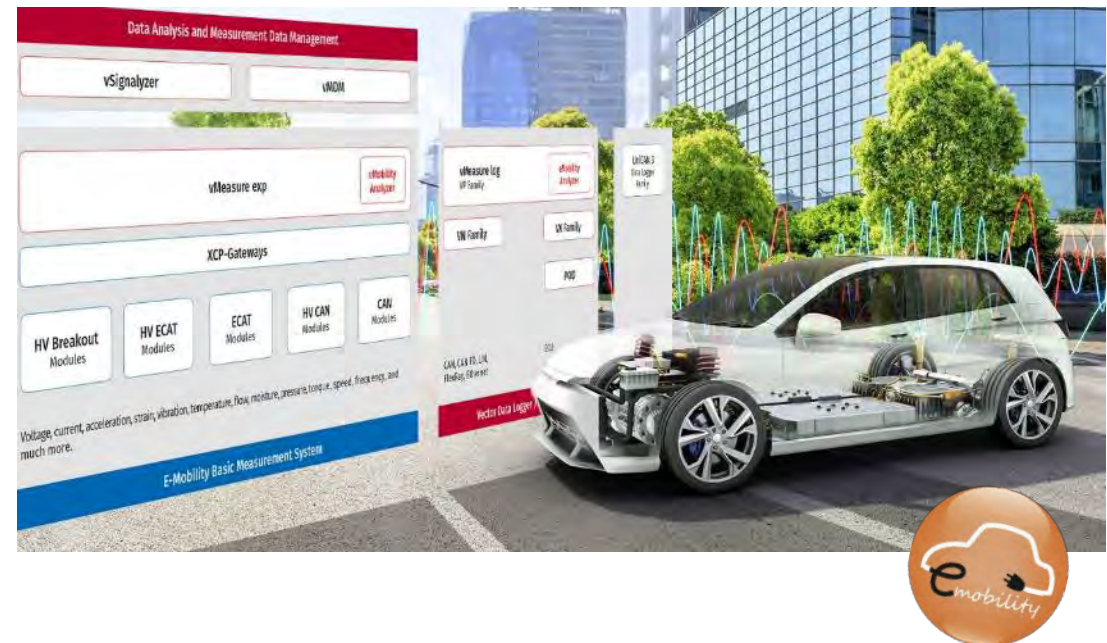 Data Analysis and Measurement Data Management
vSignalyzer
vMDM
vMeasure exp
eMobility
Analyzer
XCP-Gateways
HV Breakout
Modules
HV ECAT
Modules
ECAT
Modules
HV CAN
Modules
CAN
Modules
Voltage, current, acceleration, strain, vibration, temperature, flow, moisture, pressure, torque, speed, frequency, and
much more.
E-Mobility Basic Measurement System
vMeasure log
VP Family
eMobility
Analyzer
VN Family
VX Family
POD
CAN, CAN FD, LIN,
FlexRay, Ethernet
Vector Data Logger
UniCAN 3
Data Logger
Family
e mobility